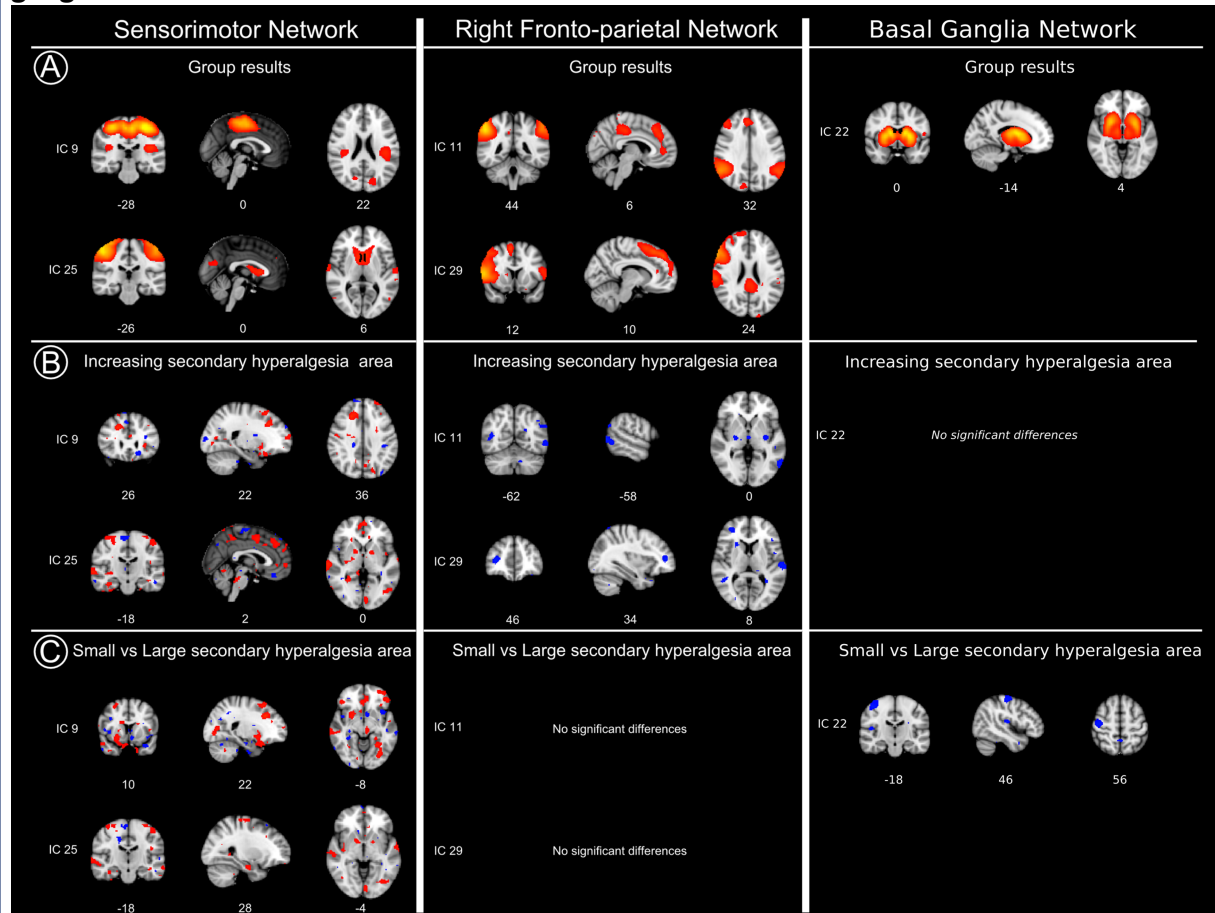 Sensorimotor Network
Right Fronto-parietal Network
Basal Ganglia Network
A
Group results
Group results
Group results
IC 9
-28
0
22
IC 11
44
6
32
IC 22
0
-14
4
IC 25
-26
0
6
IC 29
12
10
24
B
Increasing secondary hyperalgesia area
Increasing secondary hyperalgesia area
Increasing secondary hyperalgesia area
IC 9
26
22
36
IC 11
-62
-58
0
IC 22
No significant differences
IC 25
-18
2
0
IC 29
46
34
8
C
Small vs Large secondary hyperalgesia area
Small vs Large secondary hyperalgesia area
Small vs Large secondary hyperalgesia area
IC 9
10
22
-8
IC 11
No significant differences
IC 22
-18
46
56
IC 25
-18
28
-4
IC 29
No significant differences